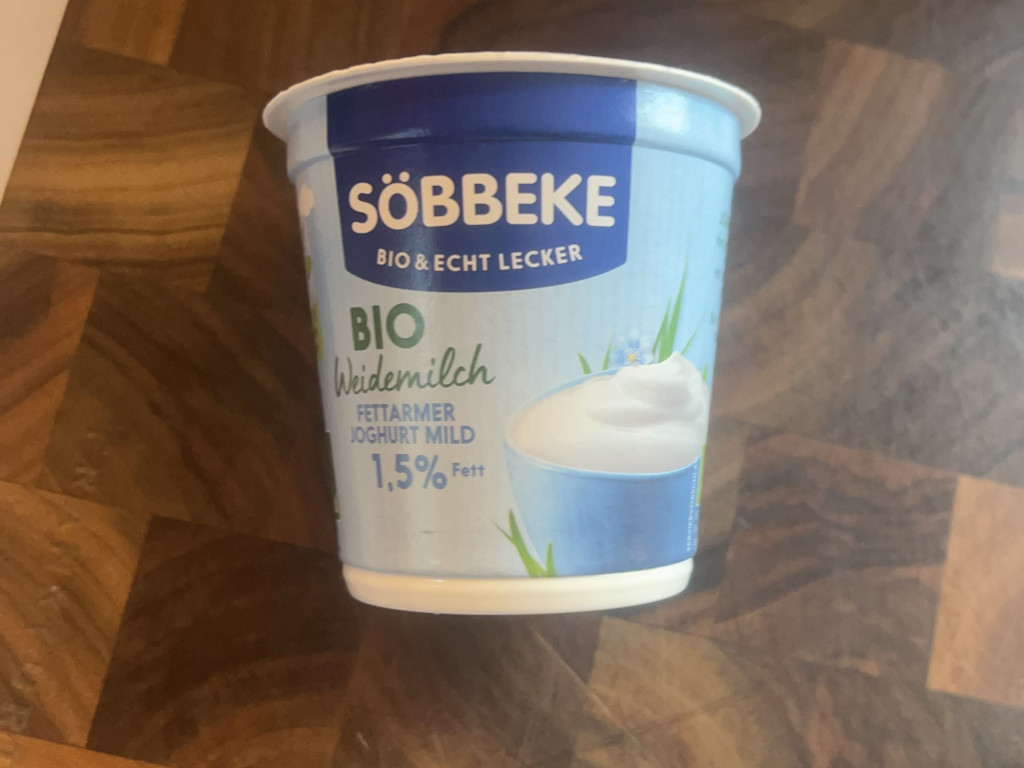 SÖBBEKE
BIO & ECHT LECKER
BIO
Weidemilch
FETTARMER
JOGHURT MILD
1,5% Fett